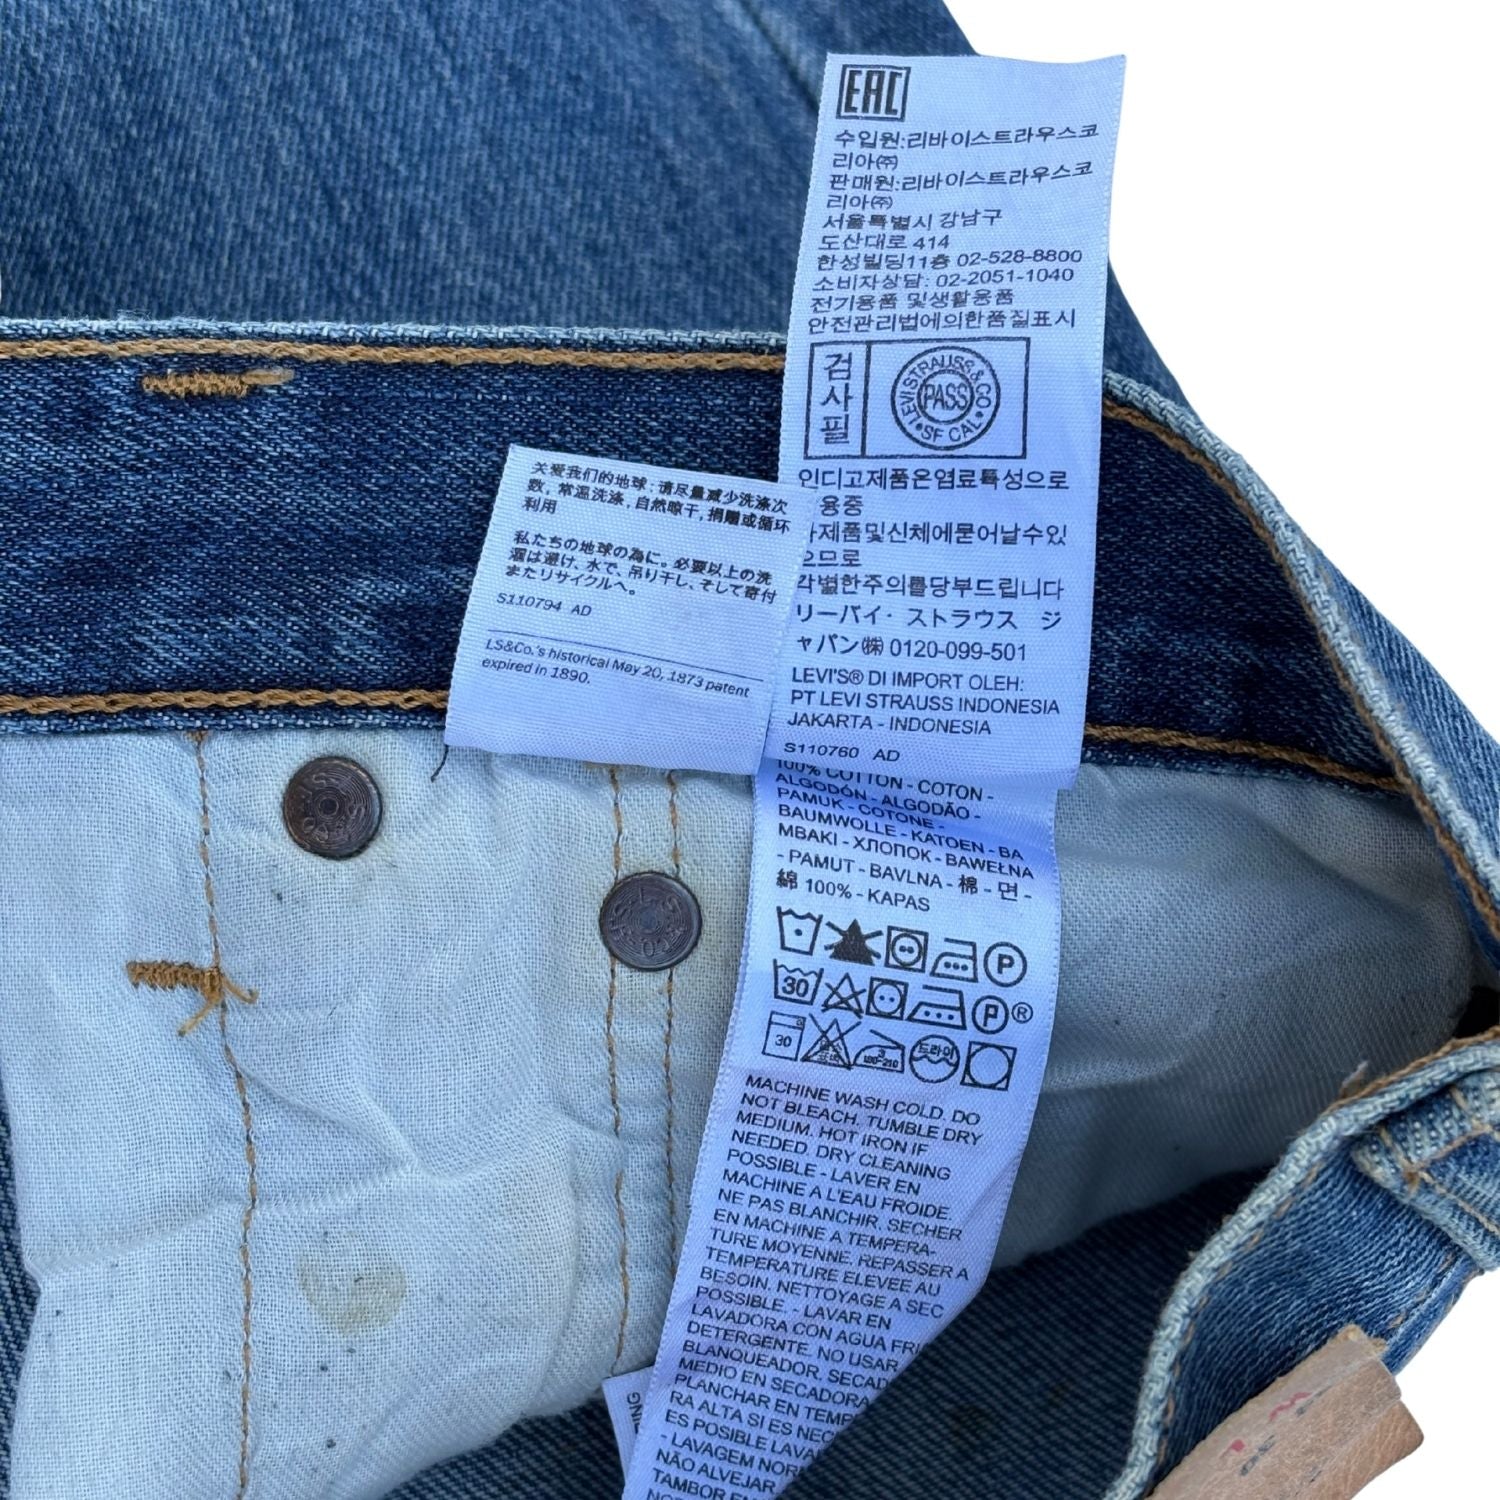 EAC
수입원:리바이스트라우스코
리아㈜
판매원:리바이스트라우스코
리아㈜
서울특별시 강남구
도산대로 414
한성빌딩11층 02-528-8800
소비자상담: 02-2051-1040
전기용품 및생활용품
안전관리법에의한품질표시
검
사
필
LEVI STRAUSS & CO
PASS
SF CAL
인디고제품은염료특성으로
용중
제품및신체에묻어날수있
으므로
각별한주의를당부드립니다
リーバイ・ストラウス ジ
ャパン㈱ 0120-099-501
LEVI'S® DI IMPORT OLEH:
PT LEVI STRAUSS INDONESIA
JAKARTA - INDONESIA
S110760 AD
关爱我们的地球:请尽量减少洗涤次
数,常温洗涤,自然晾干,捐赠或循环
利用
私たちの地球の為に。必要以上の洗
濯は避け、水で、吊り干し、そして寄付
またリサイクルへ。
S110794 AD
LS&Co.'s historical May 20, 1873 patent
expired in 1890.
100% COTTON - COTON -
ALGODÓN - ALGODÃO -
PAMUK - COTONE -
BAUMWOLLE - KATOEN - BA
MBAKI - ХЛОПОК - BAWEŁNA
- PAMUT - BAVLNA - 棉 - 면 -
綿 100% - KAPAS
P
30 P ®
30 3 180-210 드라이
MACHINE WASH COLD. DO
NOT BLEACH. TUMBLE DRY
MEDIUM. HOT IRON IF
NEEDED. DRY CLEANING
POSSIBLE - LAVER EN
MACHINE A L'EAU FROIDE.
NE PAS BLANCHIR. SECHER
EN MACHINE A TEMPERA-
TURE MOYENNE. REPASSER A
TEMPERATURE ELEVEE AU
BESOIN. NETTOYAGE A SEC
POSSIBLE. - LAVAR EN
LAVADORA CON AGUA FRI
DETERGENTE. NO USAR
BLANQUEADOR. SECAD
MEDIO EN SECADORA
PLANCHAR EN TEMP
RA ALTA SI ES NEC
ES POSIBLE LAVA
- LAVAGEM NOR
NÃO ALVEJAR
TAMBOR EM